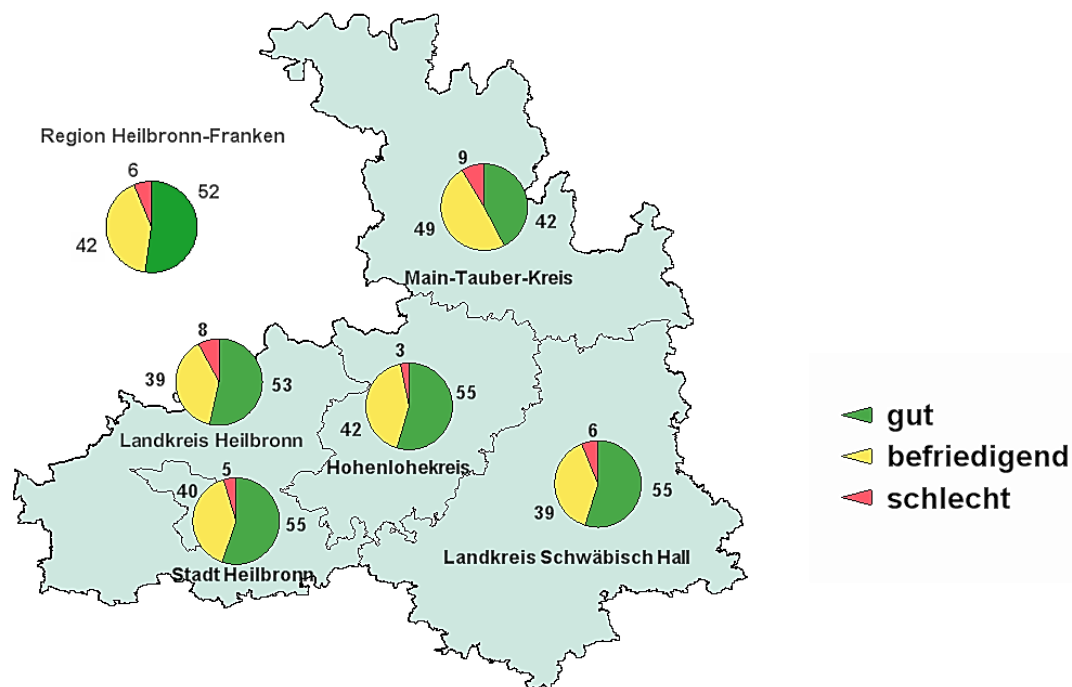 Region Heilbronn-Franken
6
52
42
9
42
49
Main-Tauber-Kreis
8
39
53
Landkreis Heilbronn
3
55
42
Hohenlohekreis
6
55
39
Landkreis Schwäbisch Hall
5
40
55
Stadt Heilbronn
gut
befriedigend
schlecht